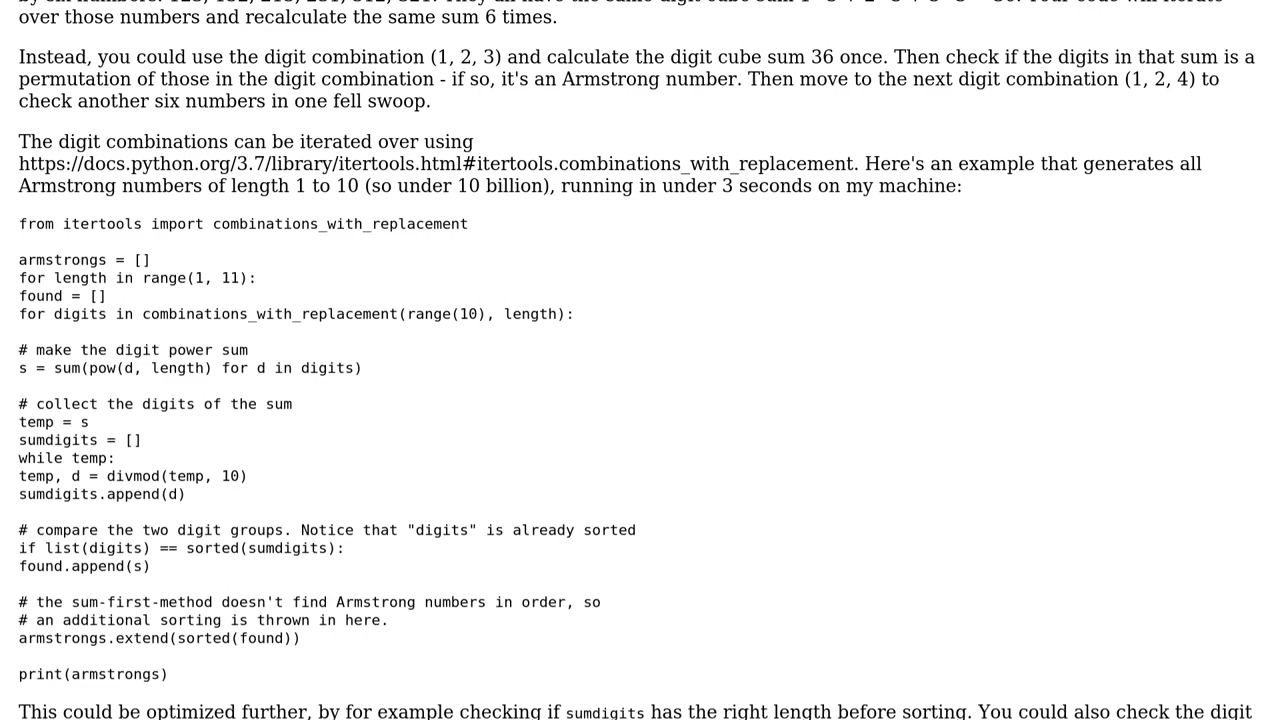 over those numbers and recalculate the same sum 6 times.
Instead, you could use the digit combination (1, 2, 3) and calculate the digit cube sum 36 once. Then check if the digits in that sum is a
permutation of those in the digit combination - if so, it's an Armstrong number. Then move to the next digit combination (1, 2, 4) to
check another six numbers in one fell swoop.
The digit combinations can be iterated over using
https://docs.python.org/3.7/library/itertools.html#itertools.combinations_with_replacement. Here's an example that generates all
Armstrong numbers of length 1 to 10 (so under 10 billion), running in under 3 seconds on my machine:
from itertools import combinations_with_replacement
armstrongs = []
for length in range(1, 11):
found = []
for digits in combinations_with_replacement(range(10), length):
# make the digit power sum
s = sum(pow(d, length) for d in digits)
# collect the digits of the sum
temp = s
sumdigits = []
while temp:
temp, d = divmod(temp, 10)
sumdigits.append(d)
# compare the two digit groups. Notice that "digits" is already sorted
if list(digits) == sorted(sumdigits):
found.append(s)
# the sum-first-method doesn't find Armstrong numbers in order, so
# an additional sorting is thrown in here.
armstrongs.extend(sorted(found))
print(armstrongs)
This could be optimized further, by for example checking if sumdigits has the right length before sorting. You could also check the digit